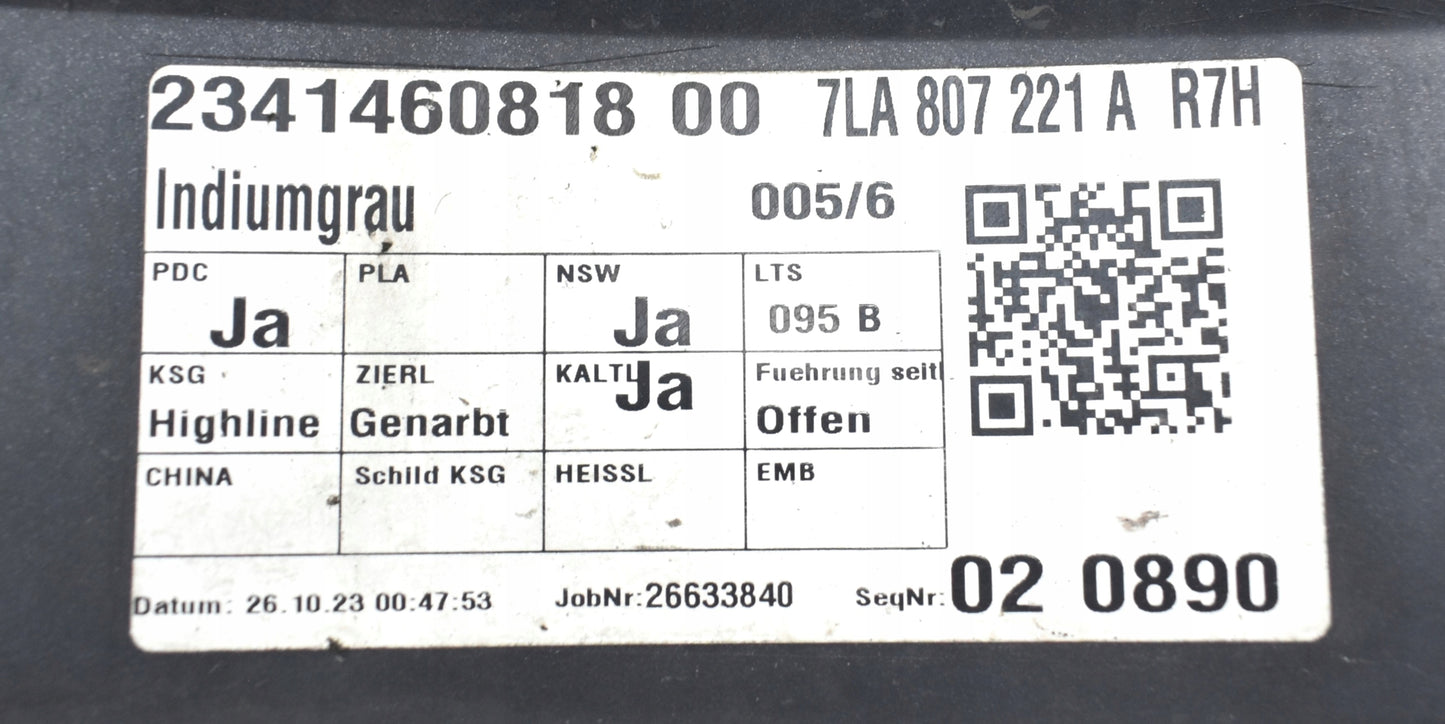 2341460818 00 7LA 807 221 A R7H
Indiumgrau 005/6
PDC PLA NSW LTS
Ja Ja 095 B
KSG ZIERL KALTL Ja Fuehrung seitl.
Highline Genarbt Offen
CHINA Schild KSG HEISSL EMB
Datum: 26.10.23 00:47:53 JobNr:26633840 SeqNr: 02 0890